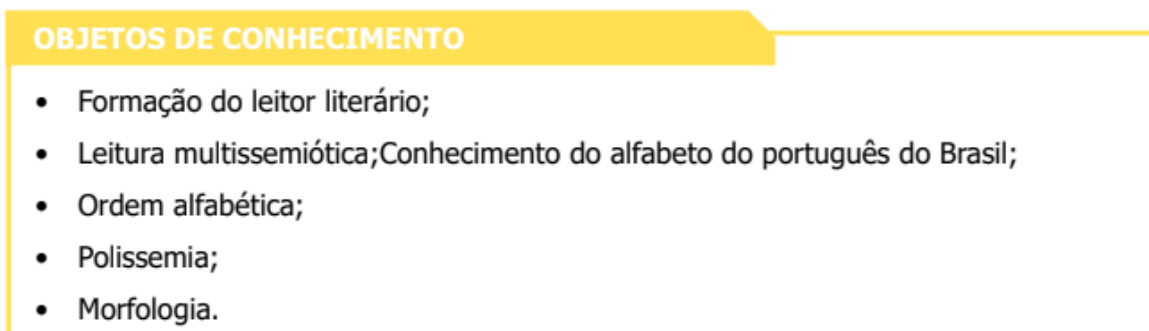 OBJETOS DE CONHECIMENTO
• Formação do leitor literário;
• Leitura multissemiótica;Conhecimento do alfabeto do português do Brasil;
• Ordem alfabética;
• Polissemia;
• Morfologia.